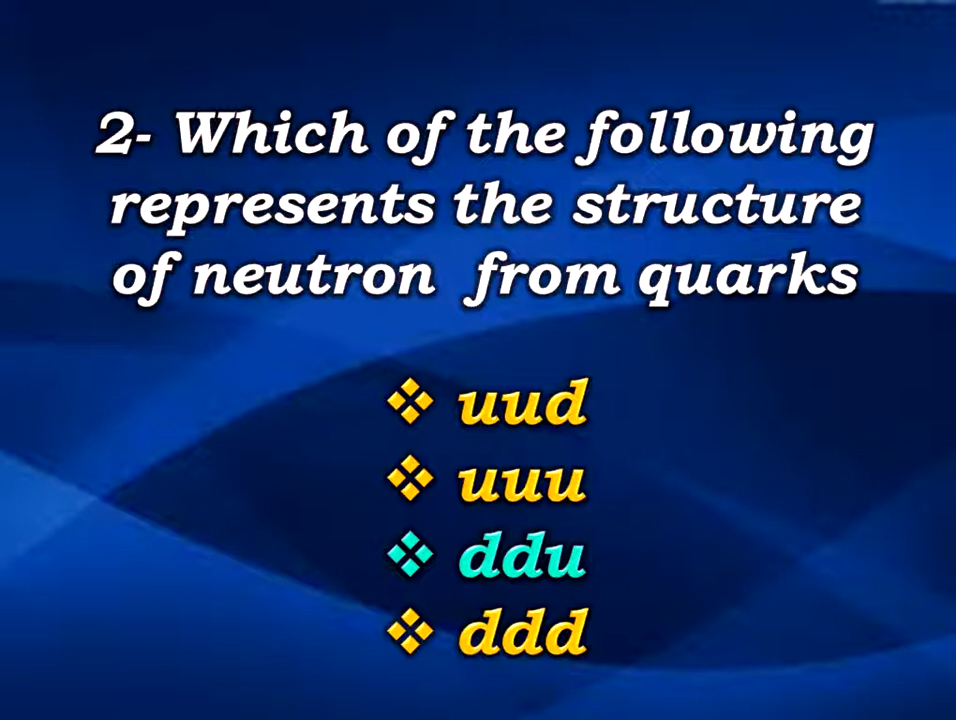 2- Which of the following
represents the structure
of neutron from quarks
❖ uud
❖ uuu
❖ ddu
❖ ddd